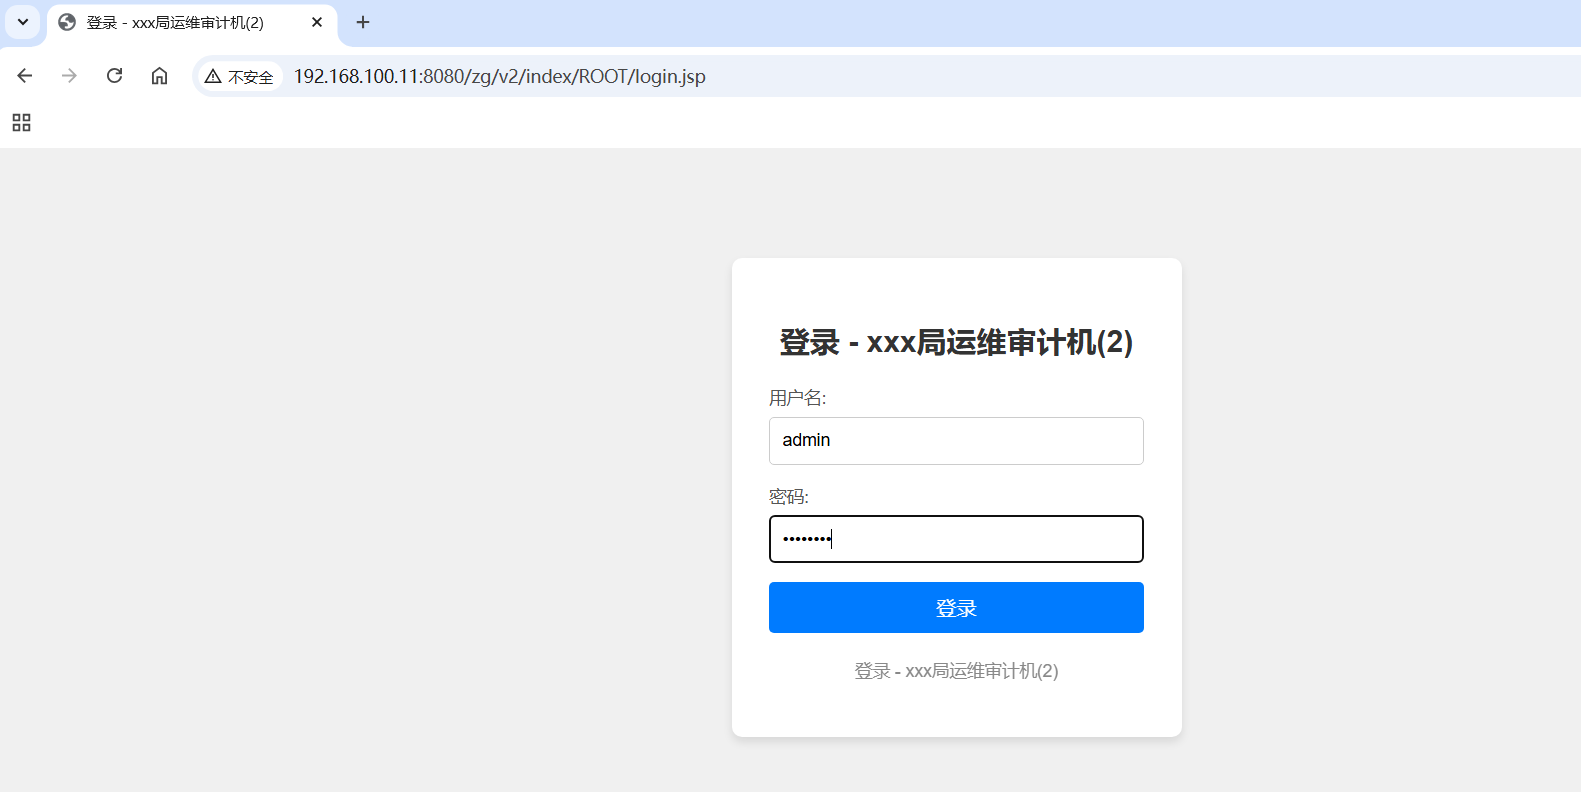 登录 - xxx局运维审计机(2)
不安全 192.168.100.11:8080/zg/v2/index/ROOT/login.jsp
登录 - xxx局运维审计机(2)
用户名:
admin
密码:
••••••••
登录
登录 - xxx局运维审计机(2)